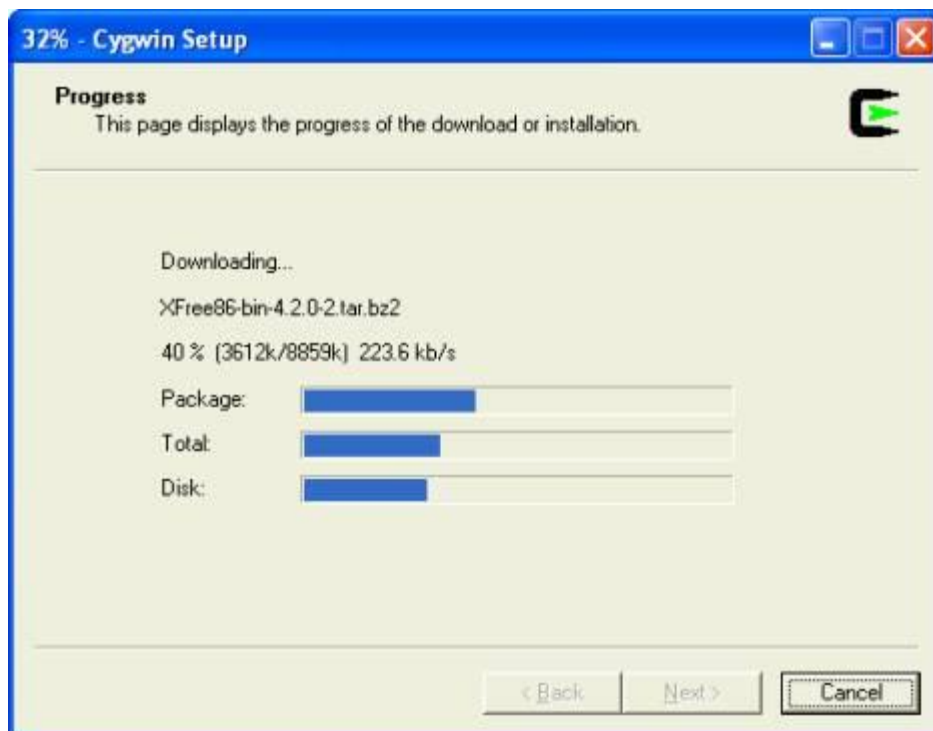 32% - Cygwin Setup
Progress
This page displays the progress of the download or installation.
Downloading...
XFree86-bin-4.2.0-2.tar.bz2
40 % (3612k/8859k) 223.6 kb/s
Package:
Total:
Disk:
< Back Next > Cancel